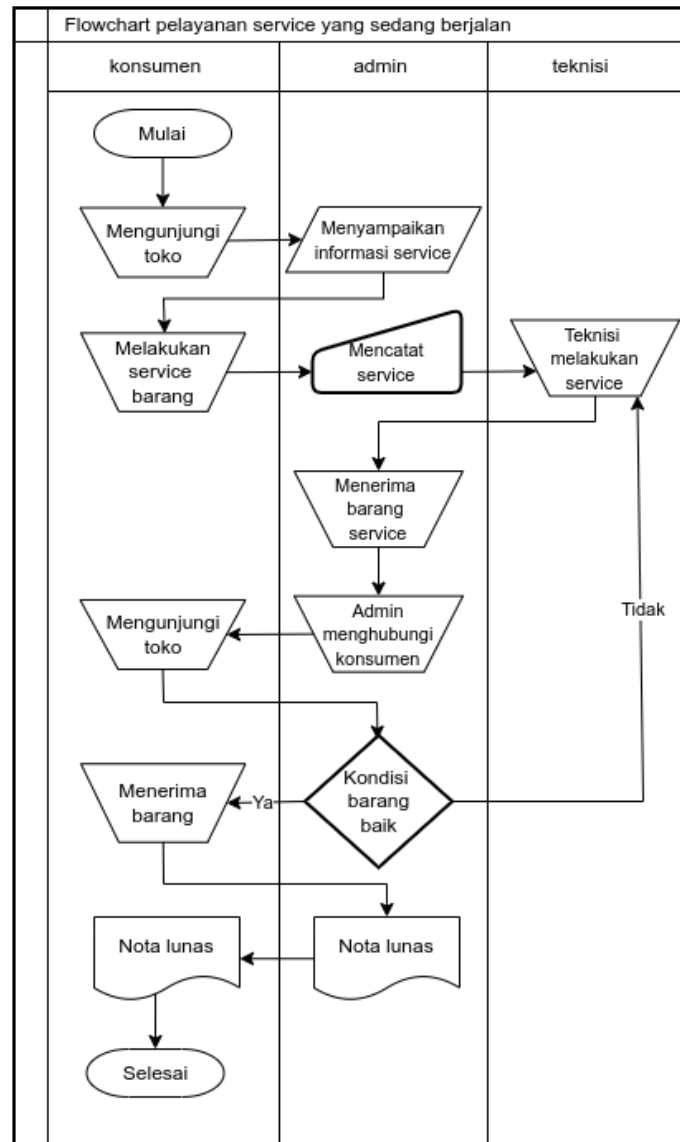 Flowchart pelayanan service yang sedang berjalan
konsumen
admin
teknisi
Mulai
Mengunjungi
toko
Menyampaikan
informasi service
Melakukan
service
barang
Mencatat
service
Teknisi
melakukan
service
Menerima
barang
service
Admin
menghubungi
konsumen
Mengunjungi
toko
Tidak
Kondisi
barang
baik
Ya
Menerima
barang
Nota lunas
Nota lunas
Selesai